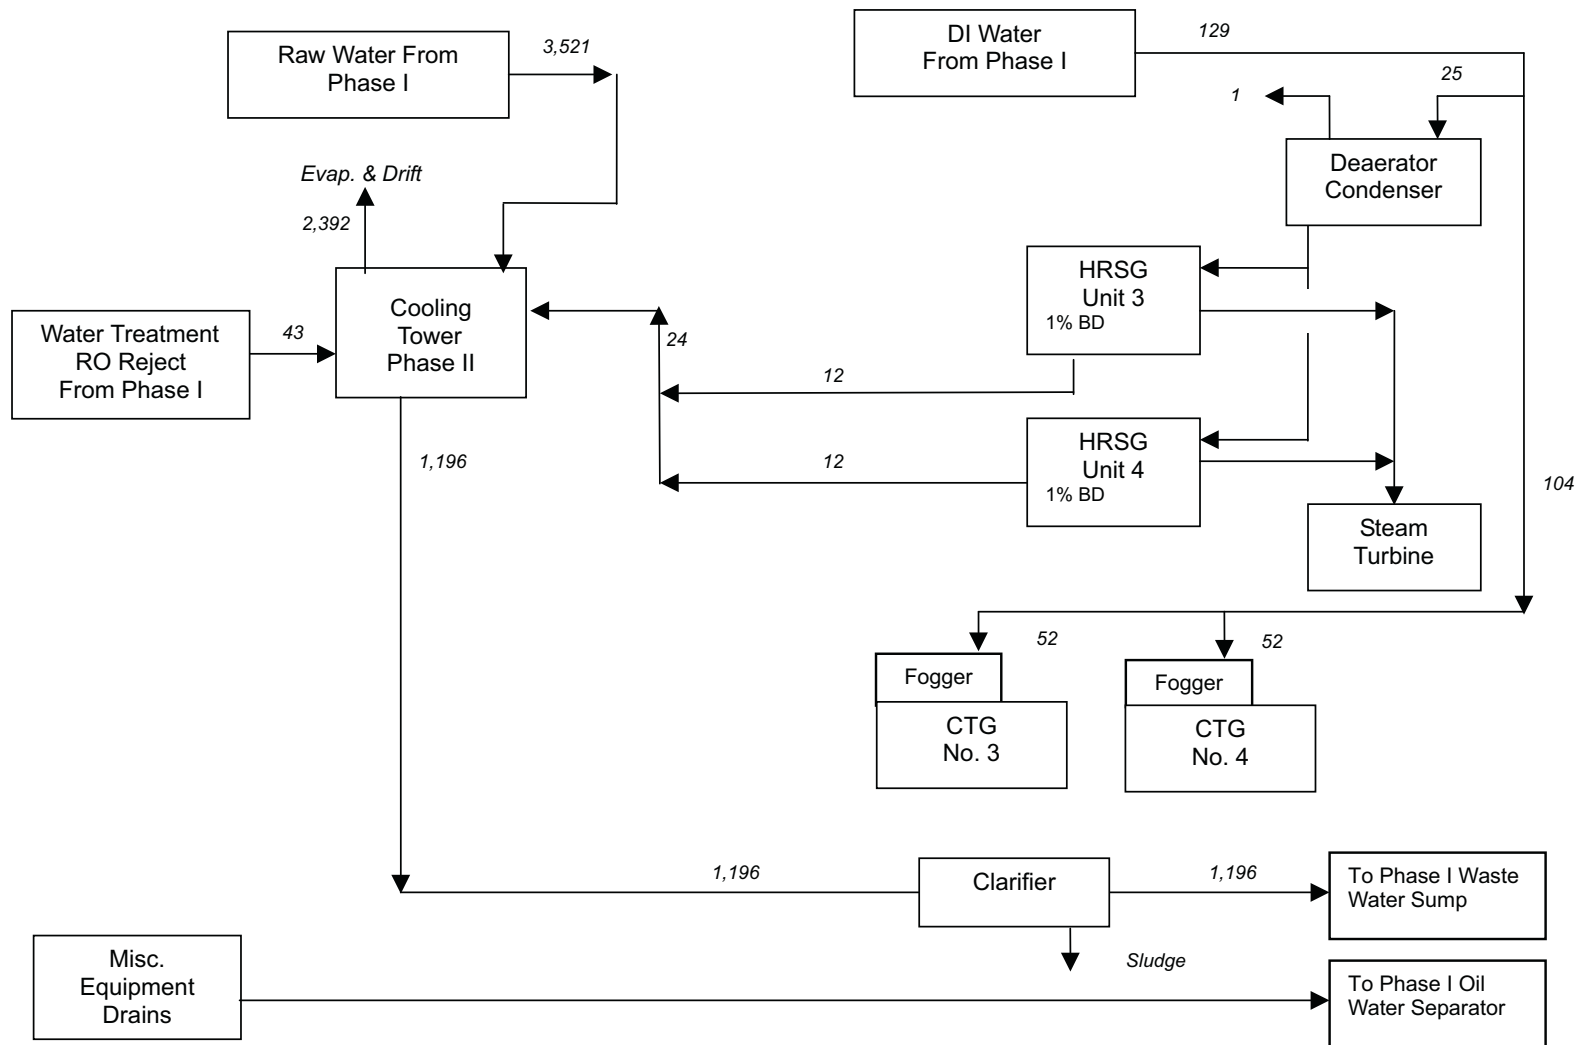 Raw Water From
Phase I
3,521
DI Water
From Phase I
129
25
1
Deaerator
Condenser
Evap. & Drift
2,392
Cooling
Tower
Phase II
Water Treatment
RO Reject
From Phase I
43
24
HRSG
Unit 3
1% BD
12
HRSG
Unit 4
1% BD
12
1,196
104
Steam
Turbine
52
52
Fogger
CTG
No. 3
Fogger
CTG
No. 4
1,196
Clarifier
1,196
To Phase I Waste
Water Sump
Sludge
Misc.
Equipment
Drains
To Phase I Oil
Water Separator